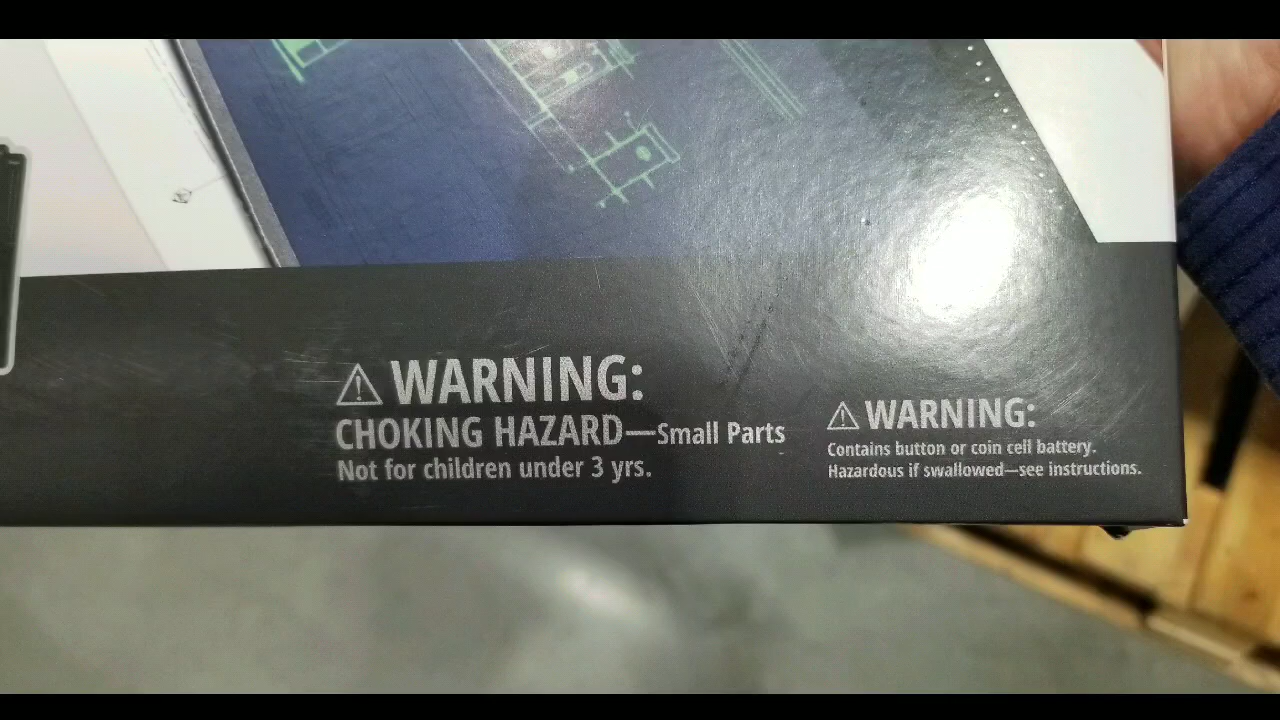 WARNING:
CHOKING HAZARD—Small Parts
Not for children under 3 yrs.
WARNING:
Contains button or coin cell battery.
Hazardous if swallowed—see instructions.